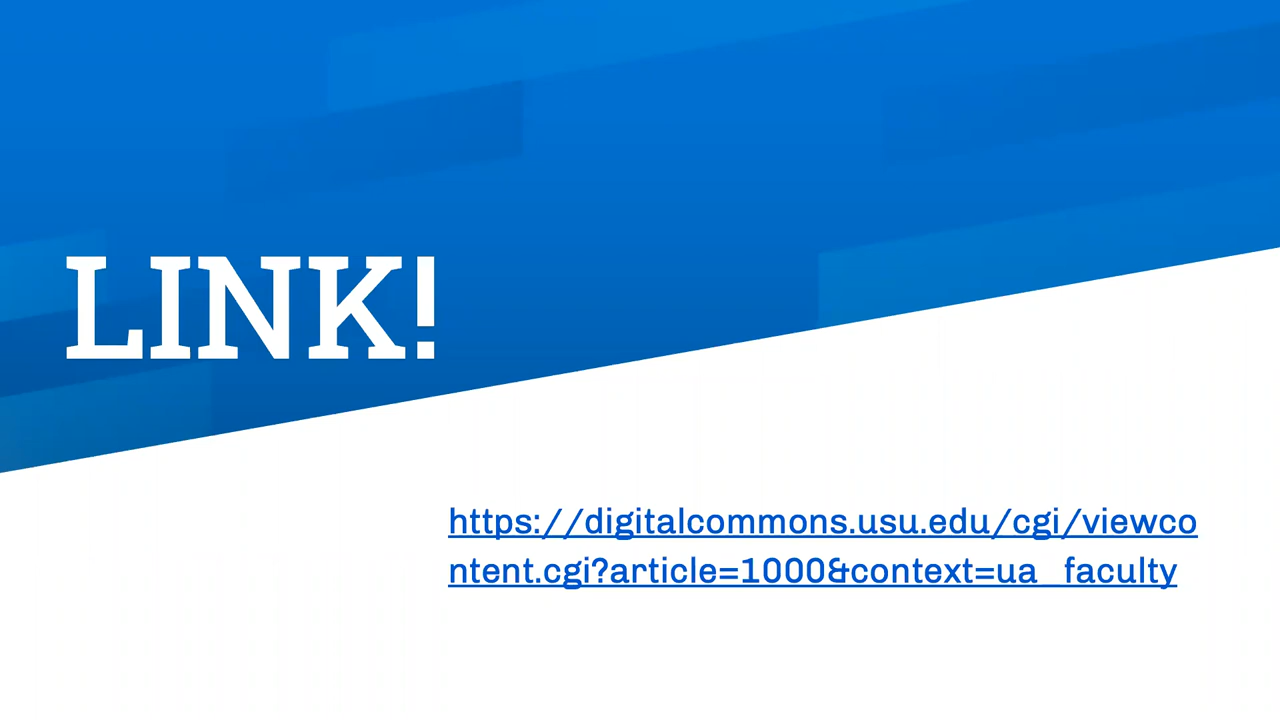 LINK!
https://digitalcommons.usu.edu/cgi/viewco
ntent.cgi?article=1000&context=ua_faculty